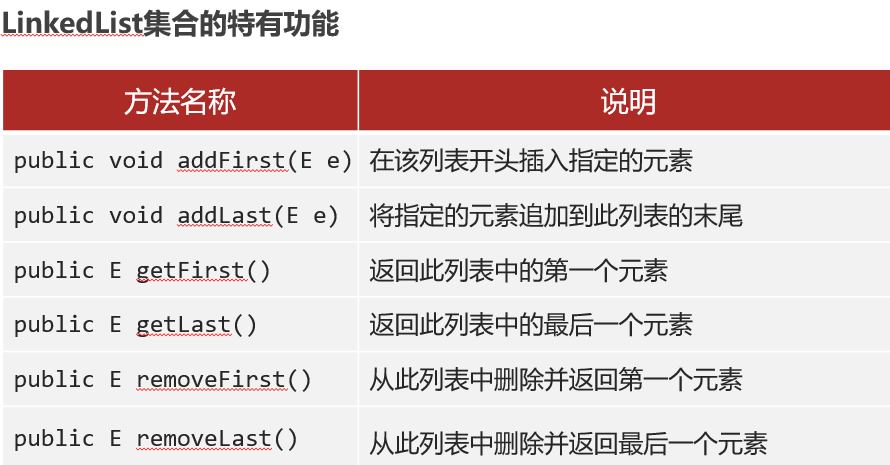 LinkedList集合的特有功能
方法名称 说明
public void addFirst(E e) 在该列表开头插入指定的元素
public void addLast(E e) 将指定的元素追加到此列表的末尾
public E getFirst() 返回此列表中的第一个元素
public E getLast() 返回此列表中的最后一个元素
public E removeFirst() 从此列表中删除并返回第一个元素
public E removeLast() 从此列表中删除并返回最后一个元素